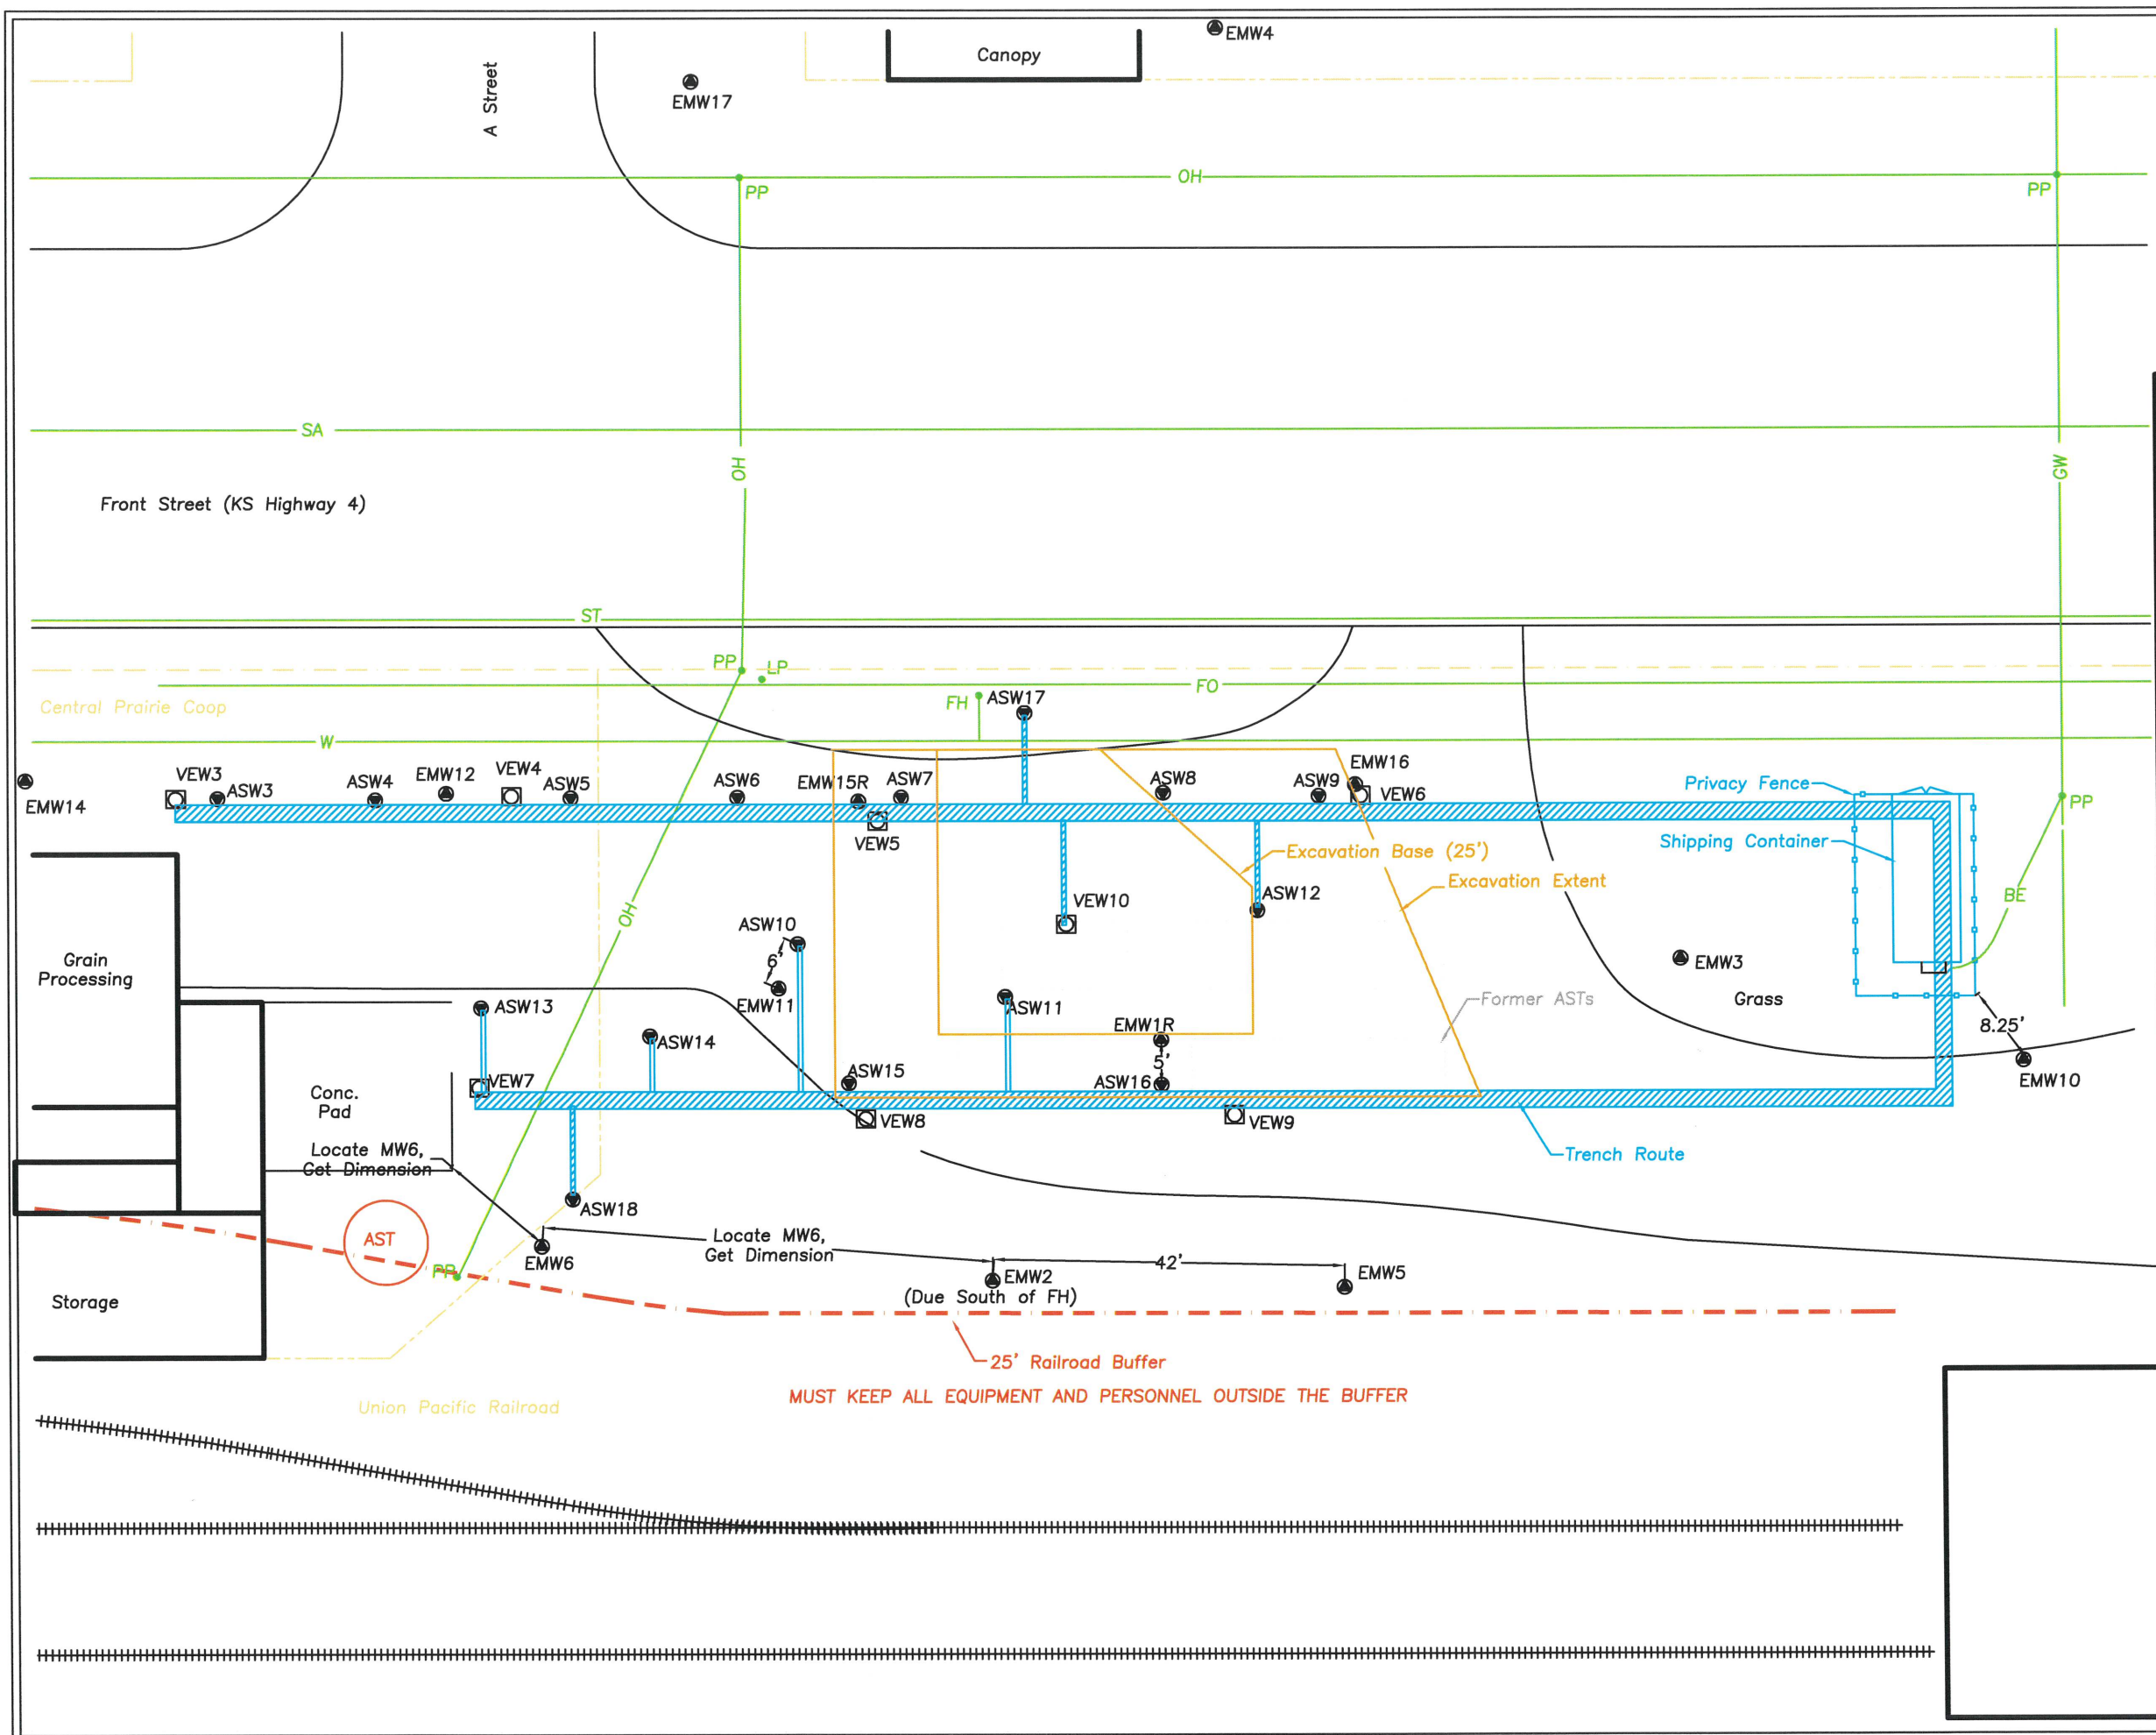 EMW4
Canopy
A Street
EMW17
OH
PP
PP
SA
OH
GW
Front Street (KS Highway 4)
ST
PP
LP
FO
FH
ASW17
Central Prairie Coop
W
EMW14
VEW3
ASW3
ASW4
EMW12
VEW4
ASW5
ASW6
EMW15R
ASW7
VEW5
ASW8
ASW9
EMW16
VEW6
Privacy Fence
PP
Shipping Container
Excavation Base (25')
Excavation Extent
BE
VEW10
ASW12
OH
ASW10
6'
EMW11
Grain
Processing
EMW3
Grass
Former ASTs
ASW13
ASW11
EMW1R
5'
ASW14
8.25'
EMW10
VEW7
ASW15
ASW16
Conc.
Pad
VEW8
VEW9
Locate MW6,
Get Dimension
Trench Route
ASW18
AST
Locate MW6,
Get Dimension
42'
EMW6
PP
EMW2
(Due South of FH)
EMW5
Storage
25' Railroad Buffer
MUST KEEP ALL EQUIPMENT AND PERSONNEL OUTSIDE THE BUFFER
Union Pacific Railroad